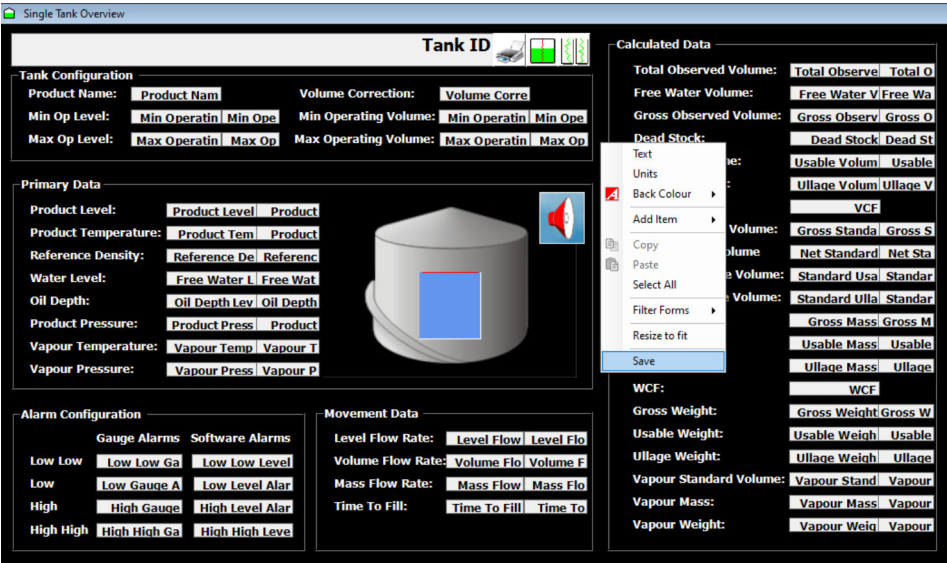 Single Tank Overview
Tank ID
Tank Configuration
Product Name: Product Nam Volume Correction: Volume Corre
Min Op Level: Min Operatin Min Ope Min Operating Volume: Min Operatin Min Ope
Max Op Level: Max Operatin Max Op Max Operating Volume: Max Operatin Max Op
Primary Data
Product Level: Product Level Product
Product Temperature: Product Tem Product
Reference Density: Reference De Referenc
Water Level: Free Water L Free Wat
Oil Depth: Oil Depth Lev Oil Depth
Product Pressure: Product Press Product
Vapour Temperature: Vapour Temp Vapour T
Vapour Pressure: Vapour Press Vapour P
Alarm Configuration
Gauge Alarms Software Alarms
Low Low Low Low Ga Low Low Level
Low Low Gauge A Low Level Alar
High High Gauge High Level Alar
High High High High Ga High High Leve
Movement Data
Level Flow Rate: Level Flow Level Flo
Volume Flow Rate: Volume Flo Volume F
Mass Flow Rate: Mass Flow Mass Flo
Time To Fill: Time To Fill Time To
Calculated Data
Total Observed Volume: Total Observe Total O
Free Water Volume: Free Water V Free Wa
Gross Observed Volume: Gross Observ Gross O
Dead Stock: Dead Stock Dead St
ne: Usable Volum Usable
: Ullage Volum Ullage V
VCF
Volume: Gross Standa Gross S
olume Net Standard Net Sta
e Volume: Standard Usa Standar
e Volume: Standard Ulla Standar
Gross Mass Gross M
Usable Mass Usable
Ullage Mass Ullage
WCF: WCF
Gross Weight: Gross Weight Gross W
Usable Weight: Usable Weigh Usable
Ullage Weight: Ullage Weigh Ullage
Vapour Standard Volume: Vapour Stand Vapour
Vapour Mass: Vapour Mass Vapour
Vapour Weight: Vapour Weig Vapour
Text
Units
Back Colour
Add Item
Copy
Paste
Select All
Filter Forms
Resize to fit
Save